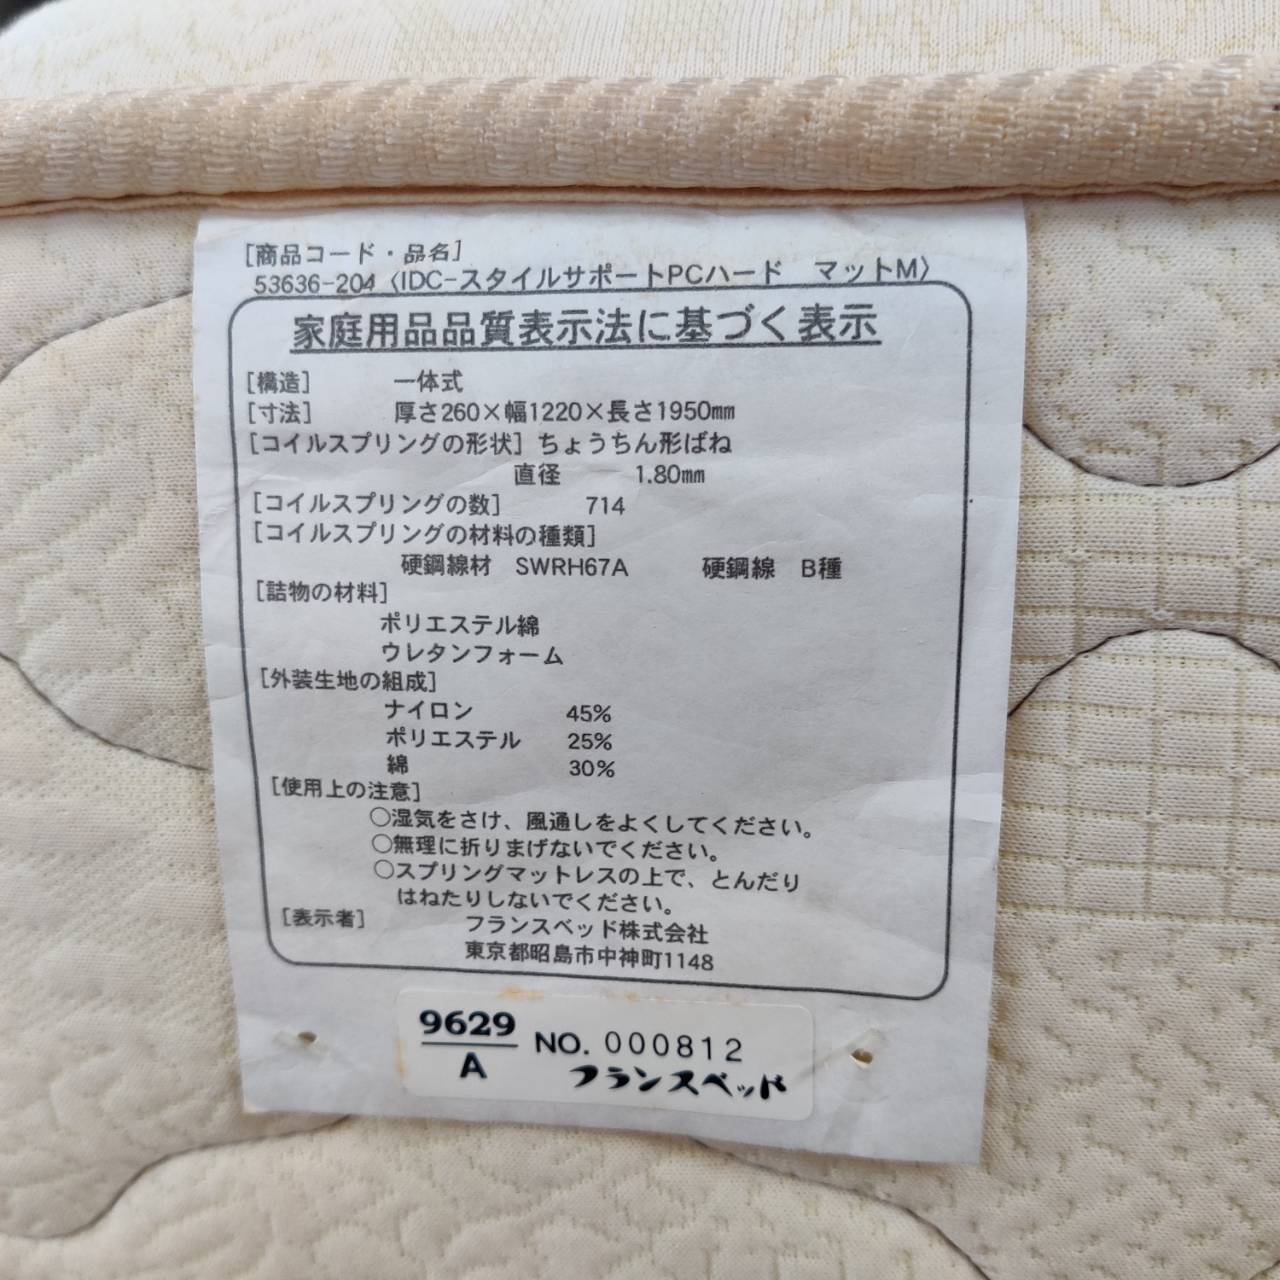 [商品コード・品名]
53636-204〈IDC-スタイルサポートPCハード　マットM〉
家庭用品品質表示法に基づく表示
[構造]　一体式
[寸法]　厚さ260×幅1220×長さ1950㎜
[コイルスプリングの形状] ちょうちん形ばね
直径　1.80㎜
[コイルスプリングの数]　714
[コイルスプリングの材料の種類]
硬鋼線材　SWRH67A　硬鋼線　B種
[詰物の材料]
ポリエステル綿
ウレタンフォーム
[外装生地の組成]
ナイロン　45%
ポリエステル　25%
綿　30%
[使用上の注意]
○湿気をさけ、風通しをよくしてください。
○無理に折りまげないでください。
○スプリングマットレスの上で、とんだり
はねたりしないでください。
[表示者]　フランスベッド株式会社
東京都昭島市中神町1148
9629
A
NO. 000812
フランスベッド